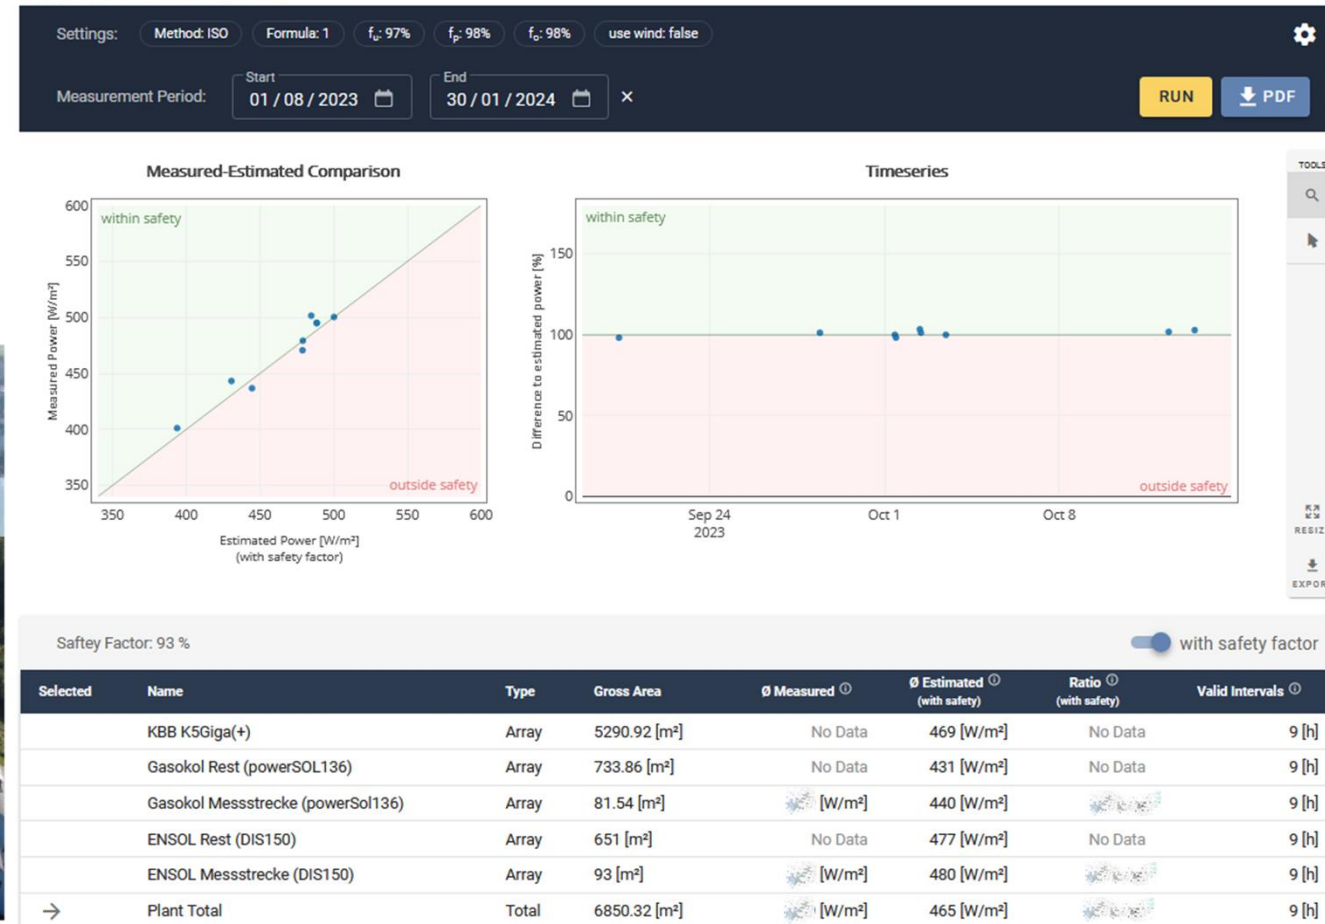 Settings: Method: ISO Formula: 1 fᵤ: 97% fₚ: 98% fₒ: 98% use wind: false
Measurement Period: Start 01 / 08 / 2023 End 30 / 01 / 2024 × RUN PDF
Measured-Estimated Comparison
600
550
500
450
400
350
Measured Power [W/m²]
within safety
outside safety
350 400 450 500 550 600
Estimated Power [W/m²]
(with safety factor)
Timeseries
150
100
50
0
Difference to estimated power [%]
within safety
outside safety
Sep 24 Oct 1 Oct 8
2023
TOOLS
RESIZ
EXPOR
Saftey Factor: 93 % with safety factor
Selected Name Type Gross Area Ø Measured Ø Estimated (with safety) Ratio (with safety) Valid Intervals
KBB K5Giga(+) Array 5290.92 [m²] No Data 469 [W/m²] No Data 9 [h]
Gasokol Rest (powerSOL136) Array 733.86 [m²] No Data 431 [W/m²] No Data 9 [h]
Gasokol Messstrecke (powerSol136) Array 81.54 [m²] [W/m²] 440 [W/m²] 9 [h]
ENSOL Rest (DIS150) Array 651 [m²] No Data 477 [W/m²] No Data 9 [h]
ENSOL Messstrecke (DIS150) Array 93 [m²] [W/m²] 480 [W/m²] 9 [h]
→ Plant Total Total 6850.32 [m²] [W/m²] 465 [W/m²] 9 [h]